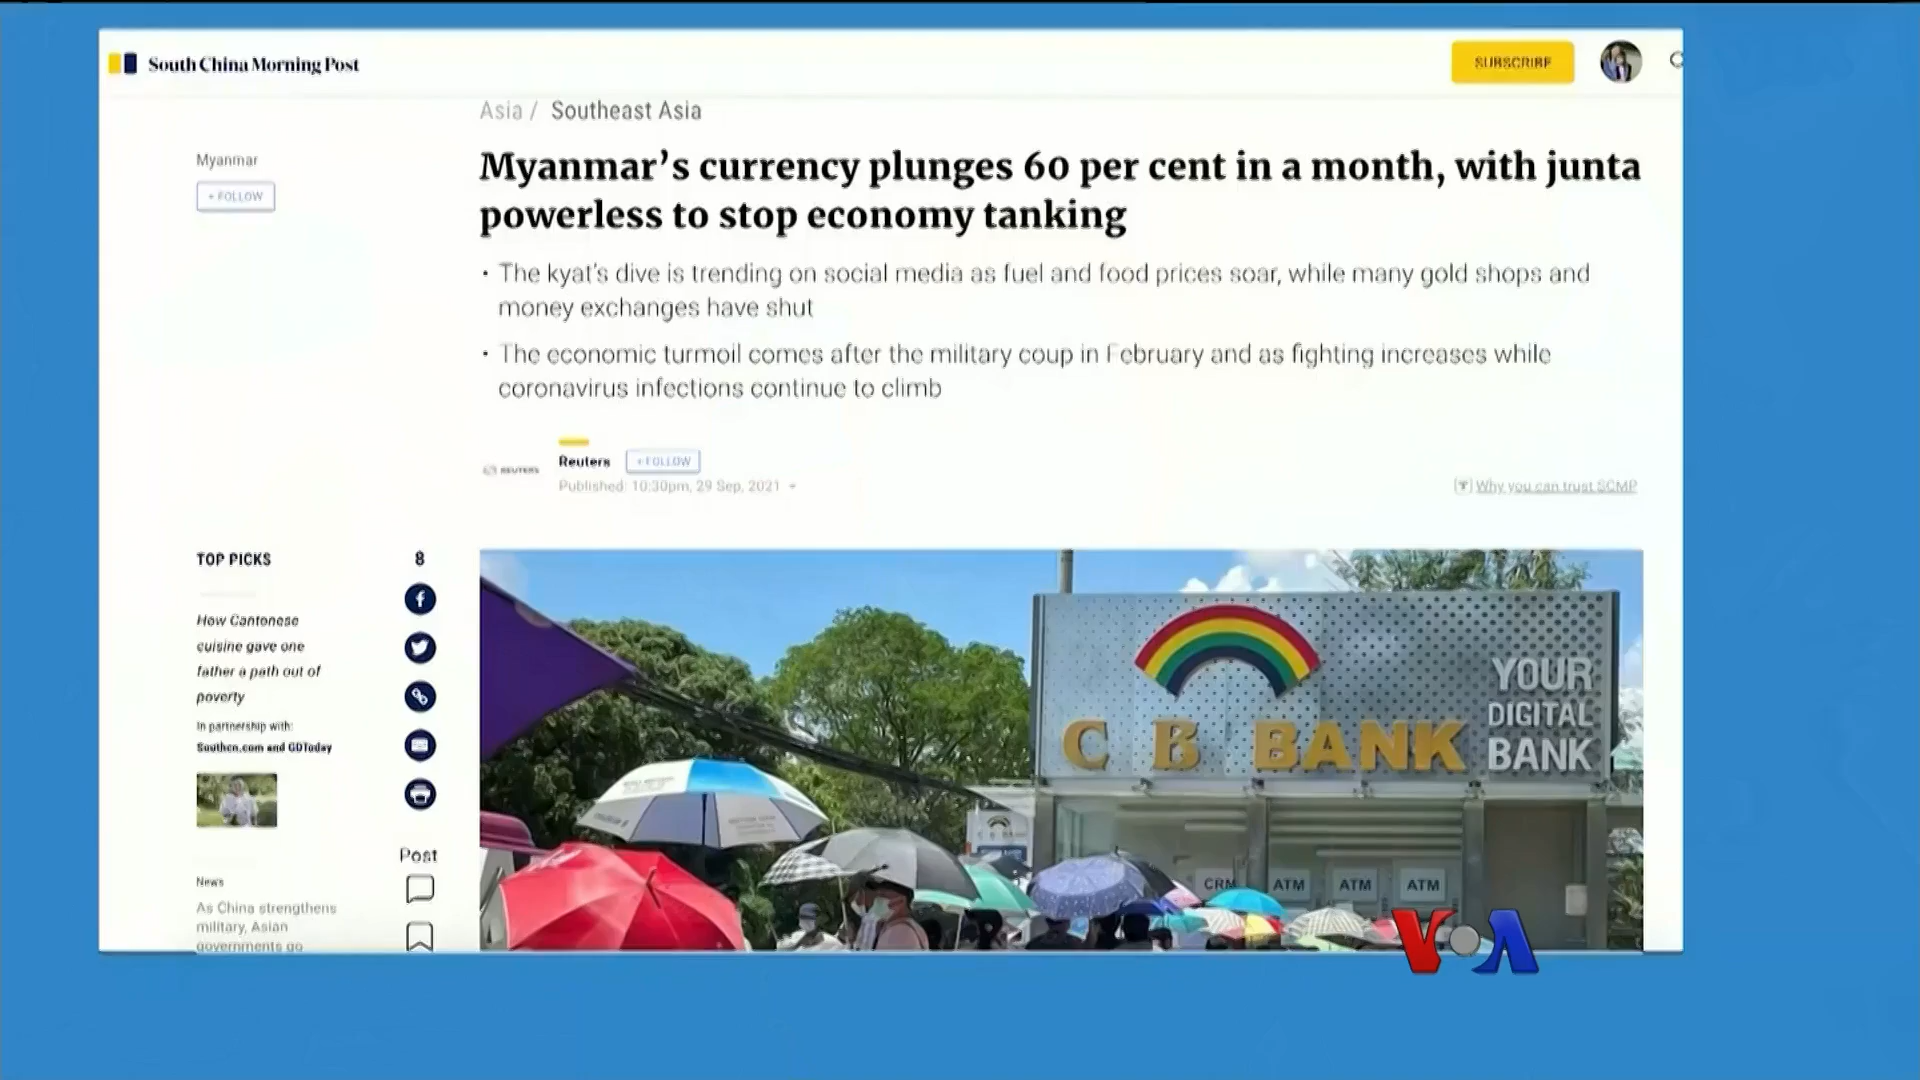 South China Morning Post
SUBSCRIBE
Asia / Southeast Asia
Myanmar
+ FOLLOW
Myanmar's currency plunges 60 per cent in a month, with junta
powerless to stop economy tanking
• The kyat's dive is trending on social media as fuel and food prices soar, while many gold shops and
money exchanges have shut
• The economic turmoil comes after the military coup in February and as fighting increases while
coronavirus infections continue to climb
REUTERS
Reuters
+ FOLLOW
Published: 10:30pm, 29 Sep, 2021
Why you can trust SCMP
TOP PICKS
8
How Cantonese
cuisine gave one
father a path out of
poverty
In partnership with:
Southcn.com and GDToday
Post
News
As China strengthens
military, Asian
governments go
C B BANK
YOUR
DIGITAL
BANK
C B BANK
CRM
ATM
ATM
ATM
VOA